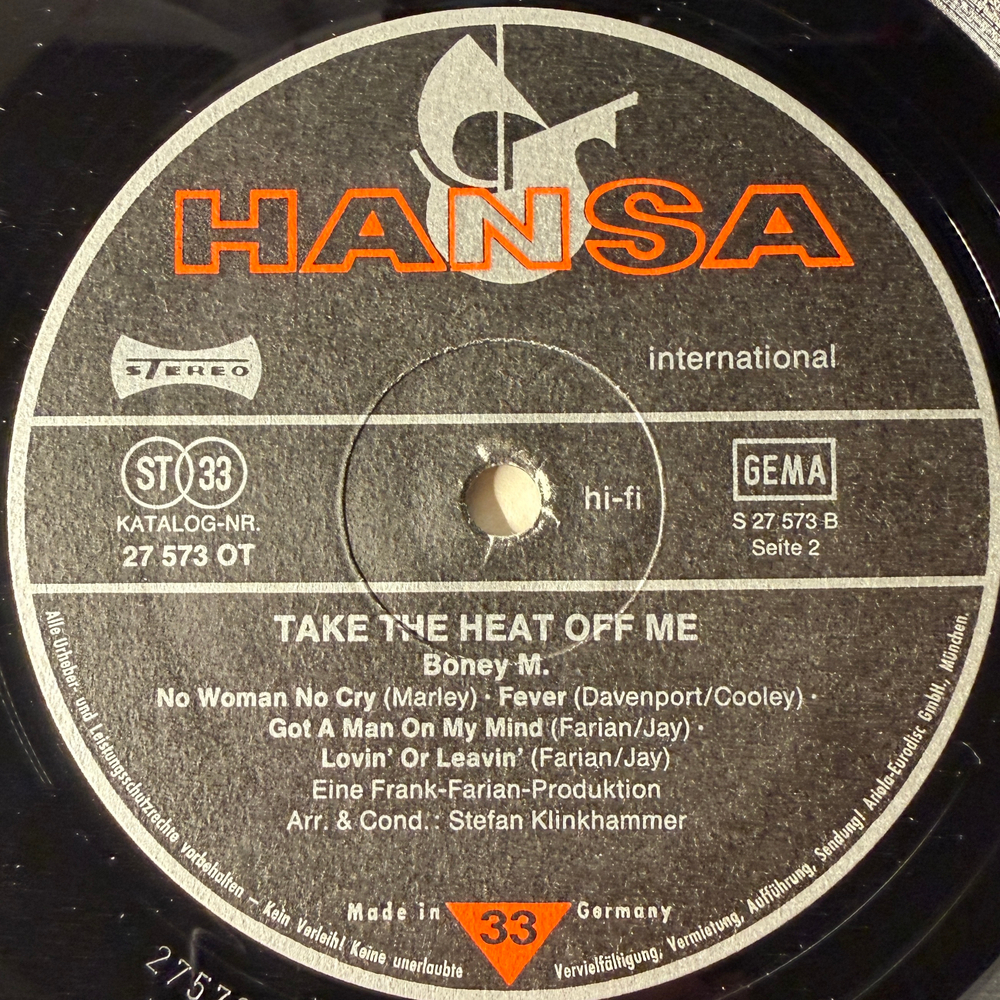 HANSA
STEREO
international
ST 33
KATALOG-NR.
27 573 OT
hi-fi
GEMA
S 27 573 B
Seite 2
TAKE THE HEAT OFF ME
Boney M.
No Woman No Cry (Marley) · Fever (Davenport/Cooley) ·
Got A Man On My Mind (Farian/Jay) ·
Lovin' Or Leavin' (Farian/Jay)
Eine Frank-Farian-Produktion
Arr. & Cond.: Stefan Klinkhammer
Made in 33 Germany
Alle Urheber- und Leistungsschutzrechte vorbehalten – Kein Verleih! Keine unerlaubte Vervielfältigung, Vermietung, Aufführung, Sendung! Ariola-Eurodisc GmbH., München.